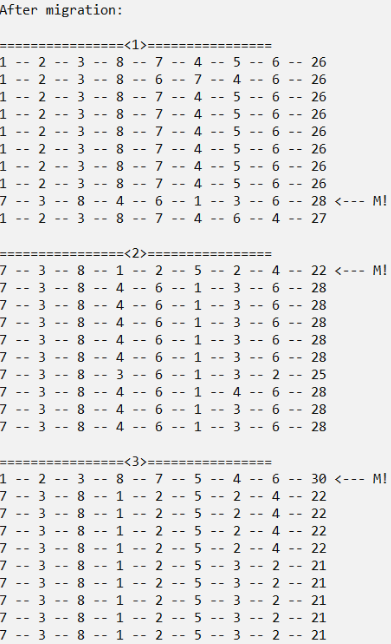 After migration:
================<1>================
1 -- 2 -- 3 -- 8 -- 7 -- 4 -- 5 -- 6 -- 26
1 -- 2 -- 3 -- 8 -- 6 -- 7 -- 4 -- 6 -- 26
1 -- 2 -- 3 -- 8 -- 7 -- 4 -- 5 -- 6 -- 26
1 -- 2 -- 3 -- 8 -- 7 -- 4 -- 5 -- 6 -- 26
1 -- 2 -- 3 -- 8 -- 7 -- 4 -- 5 -- 6 -- 26
1 -- 2 -- 3 -- 8 -- 7 -- 4 -- 5 -- 6 -- 26
1 -- 2 -- 3 -- 8 -- 7 -- 4 -- 5 -- 6 -- 26
1 -- 2 -- 3 -- 8 -- 7 -- 4 -- 5 -- 6 -- 26
7 -- 3 -- 8 -- 4 -- 6 -- 1 -- 3 -- 6 -- 28 <--- M!
1 -- 2 -- 3 -- 8 -- 7 -- 4 -- 6 -- 4 -- 27
================<2>================
7 -- 3 -- 8 -- 1 -- 2 -- 5 -- 2 -- 4 -- 22 <--- M!
7 -- 3 -- 8 -- 4 -- 6 -- 1 -- 3 -- 6 -- 28
7 -- 3 -- 8 -- 4 -- 6 -- 1 -- 3 -- 6 -- 28
7 -- 3 -- 8 -- 4 -- 6 -- 1 -- 3 -- 6 -- 28
7 -- 3 -- 8 -- 4 -- 6 -- 1 -- 3 -- 6 -- 28
7 -- 3 -- 8 -- 4 -- 6 -- 1 -- 3 -- 6 -- 28
7 -- 3 -- 8 -- 3 -- 6 -- 1 -- 3 -- 2 -- 25
7 -- 3 -- 8 -- 4 -- 6 -- 1 -- 4 -- 6 -- 28
7 -- 3 -- 8 -- 4 -- 6 -- 1 -- 3 -- 6 -- 28
7 -- 3 -- 8 -- 4 -- 6 -- 1 -- 3 -- 6 -- 28
================<3>================
1 -- 2 -- 3 -- 8 -- 7 -- 5 -- 4 -- 6 -- 30 <--- M!
7 -- 3 -- 8 -- 1 -- 2 -- 5 -- 2 -- 4 -- 22
7 -- 3 -- 8 -- 1 -- 2 -- 5 -- 2 -- 4 -- 22
7 -- 3 -- 8 -- 1 -- 2 -- 5 -- 2 -- 4 -- 22
7 -- 3 -- 8 -- 1 -- 2 -- 5 -- 2 -- 4 -- 22
7 -- 3 -- 8 -- 1 -- 2 -- 5 -- 3 -- 2 -- 21
7 -- 3 -- 8 -- 1 -- 2 -- 5 -- 3 -- 2 -- 21
7 -- 3 -- 8 -- 1 -- 2 -- 5 -- 3 -- 2 -- 21
7 -- 3 -- 8 -- 1 -- 2 -- 5 -- 3 -- 2 -- 21
7 -- 3 -- 8 -- 1 -- 2 -- 5 -- 3 -- 2 -- 21